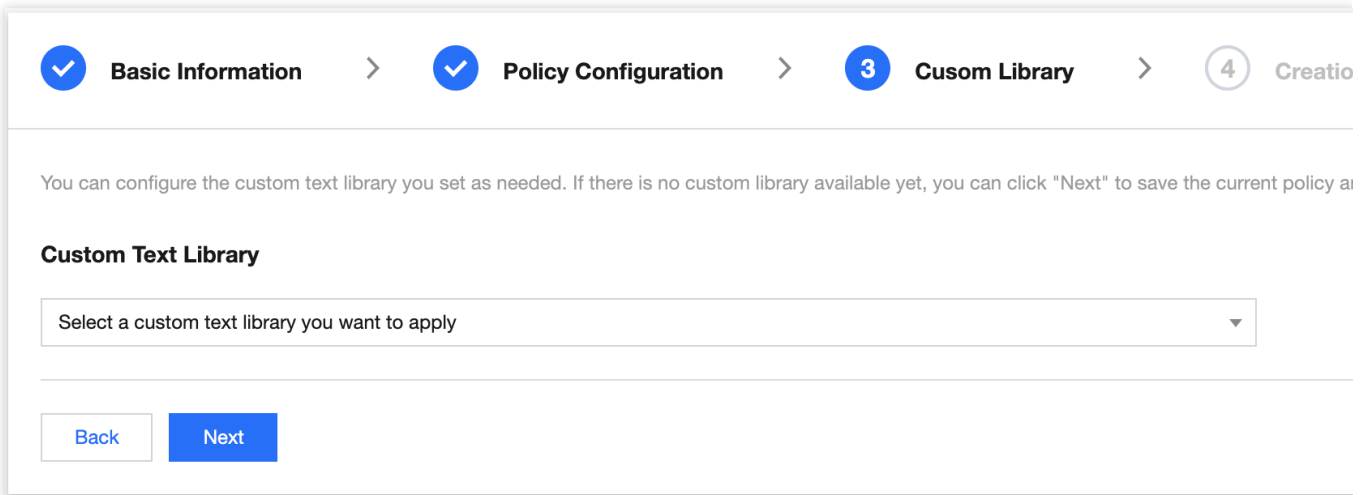 Basic Information > Policy Configuration > 3 Cusom Library > 4 Creatio
You can configure the custom text library you set as needed. If there is no custom library available yet, you can click "Next" to save the current policy a
Custom Text Library
Select a custom text library you want to apply
Back Next